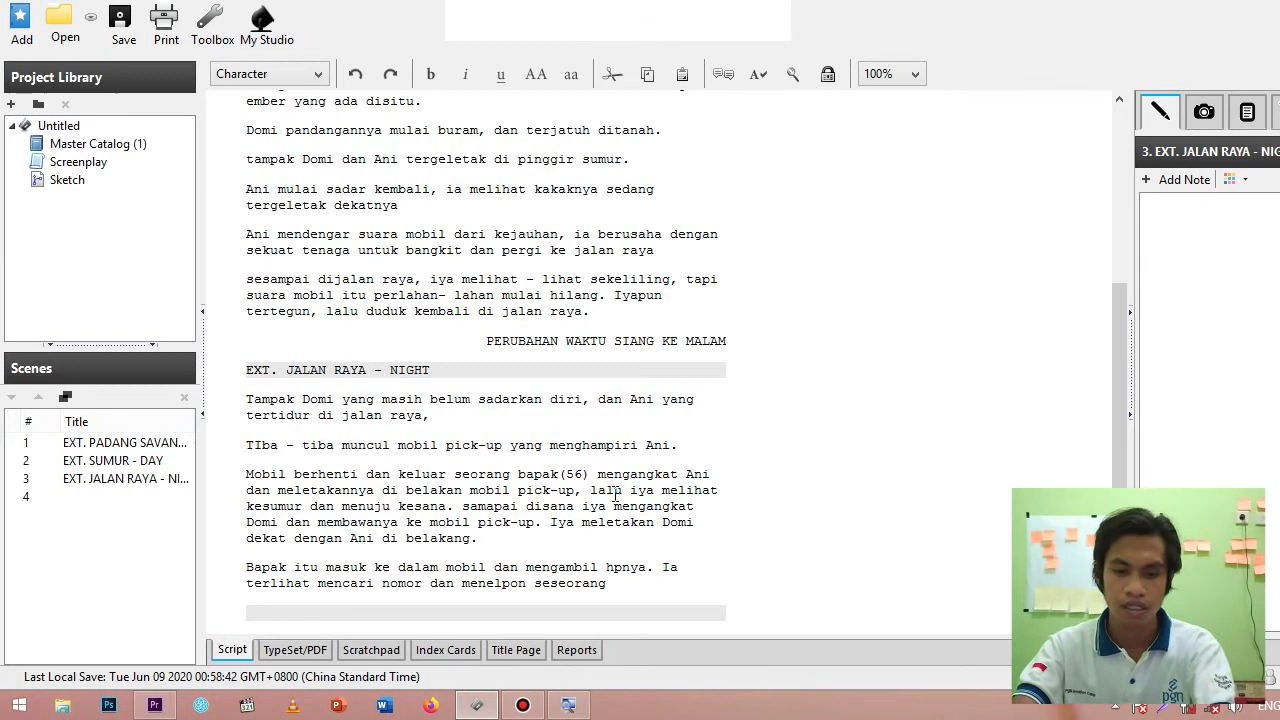 Add
Open
Save
Print
Toolbox
My Studio
Project Library
Character
b
i
u
AA
aa
100%
Untitled
Master Catalog (1)
Screenplay
Sketch
ember yang ada disitu.
Domi pandangannya mulai buram, dan terjatuh ditanah.
tampak Domi dan Ani tergeletak di pinggir sumur.
Ani mulai sadar kembali, ia melihat kakaknya sedang
tergeletak dekatnya
Ani mendengar suara mobil dari kejauhan, ia berusaha dengan
sekuat tenaga untuk bangkit dan pergi ke jalan raya
sesampai dijalan raya, iya melihat - lihat sekeliling, tapi
suara mobil itu perlahan- lahan mulai hilang. Iyapun
tertegun, lalu duduk kembali di jalan raya.
PERUBAHAN WAKTU SIANG KE MALAM
EXT. JALAN RAYA - NIGHT
Tampak Domi yang masih belum sadarkan diri, dan Ani yang
tertidur di jalan raya,
TIba - tiba muncul mobil pick-up yang menghampiri Ani.
Mobil berhenti dan keluar seorang bapak(56) mengangkat Ani
dan meletakannya di belakan mobil pick-up, lalu iya melihat
kesumur dan menuju kesana. samapai disana iya mengangkat
Domi dan membawanya ke mobil pick-up. Iya meletakan Domi
dekat dengan Ani di belakang.
Bapak itu masuk ke dalam mobil dan mengambil hpnya. Ia
terlihat mencari nomor dan menelpon seseorang
3. EXT. JALAN RAYA - NIG
Add Note
Scenes
# Title
1 EXT. PADANG SAVAN...
2 EXT. SUMUR - DAY
3 EXT. JALAN RAYA - NI...
4
Script
TypeSet/PDF
Scratchpad
Index Cards
Title Page
Reports
Last Local Save: Tue Jun 09 2020 00:58:42 GMT+0800 (China Standard Time)
Ps
Pr
ENG
pgn